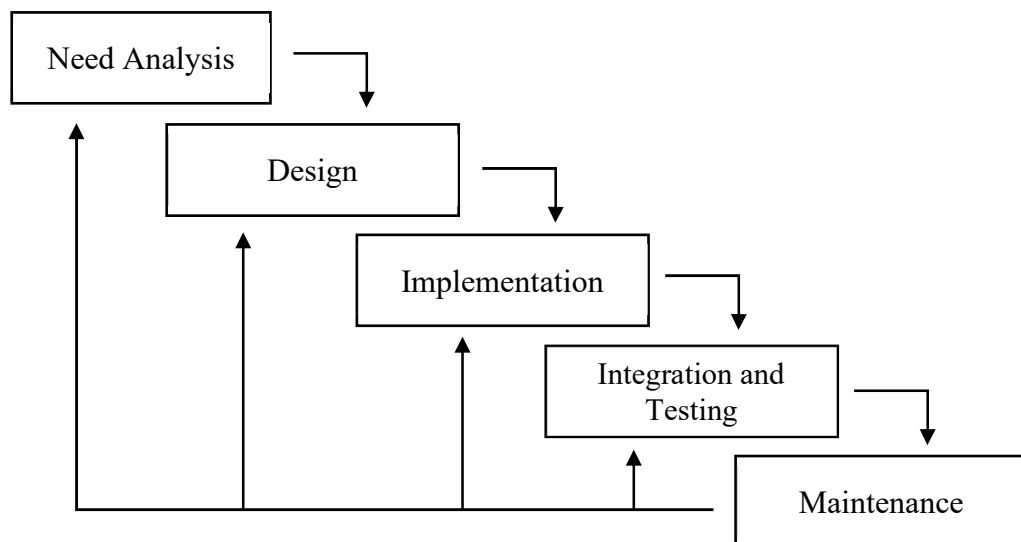 Need Analysis
Design
Implementation
Integration and
Testing
Maintenance